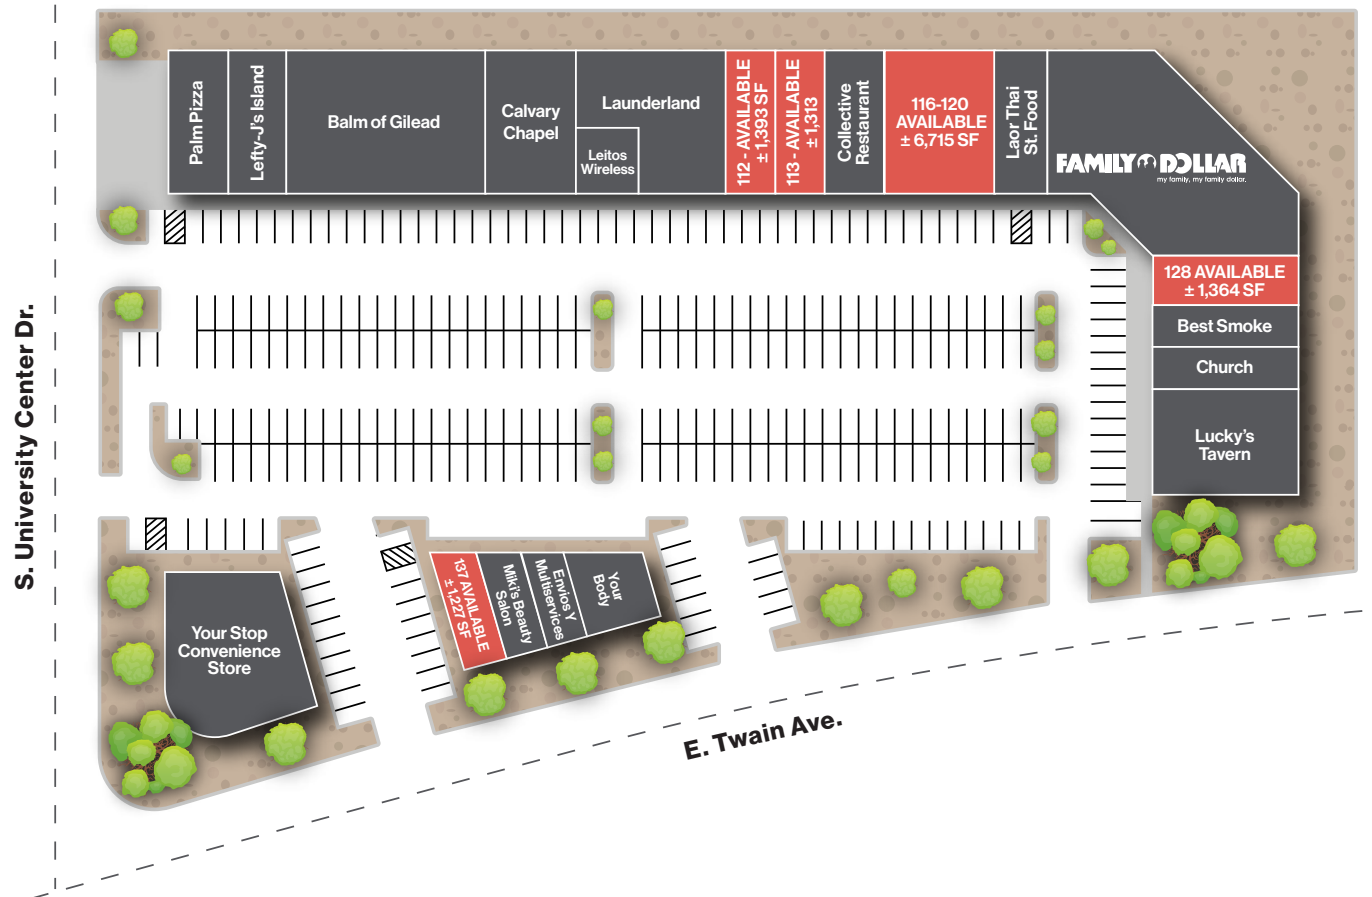 Palm Pizza
Lefty-J's Island
Balm of Gilead
Calvary
Chapel
Launderland
Leitos
Wireless
112 - AVAILABLE
± 1,393 SF
113 - AVAILABLE
± 1,313
Collective
Restaurant
116-120
AVAILABLE
± 6,715 SF
Laor Thai
St. Food
FAMILY DOLLAR
my family, my family dollar.
128 AVAILABLE
± 1,364 SF
Best Smoke
Church
Lucky's
Tavern
S. University Center Dr.
137 AVAILABLE
± 1,227 SF
Miki's Beauty
Salon
Envios Y
Multiservices
Your
Body
Your Stop
Convenience
Store
E. Twain Ave.